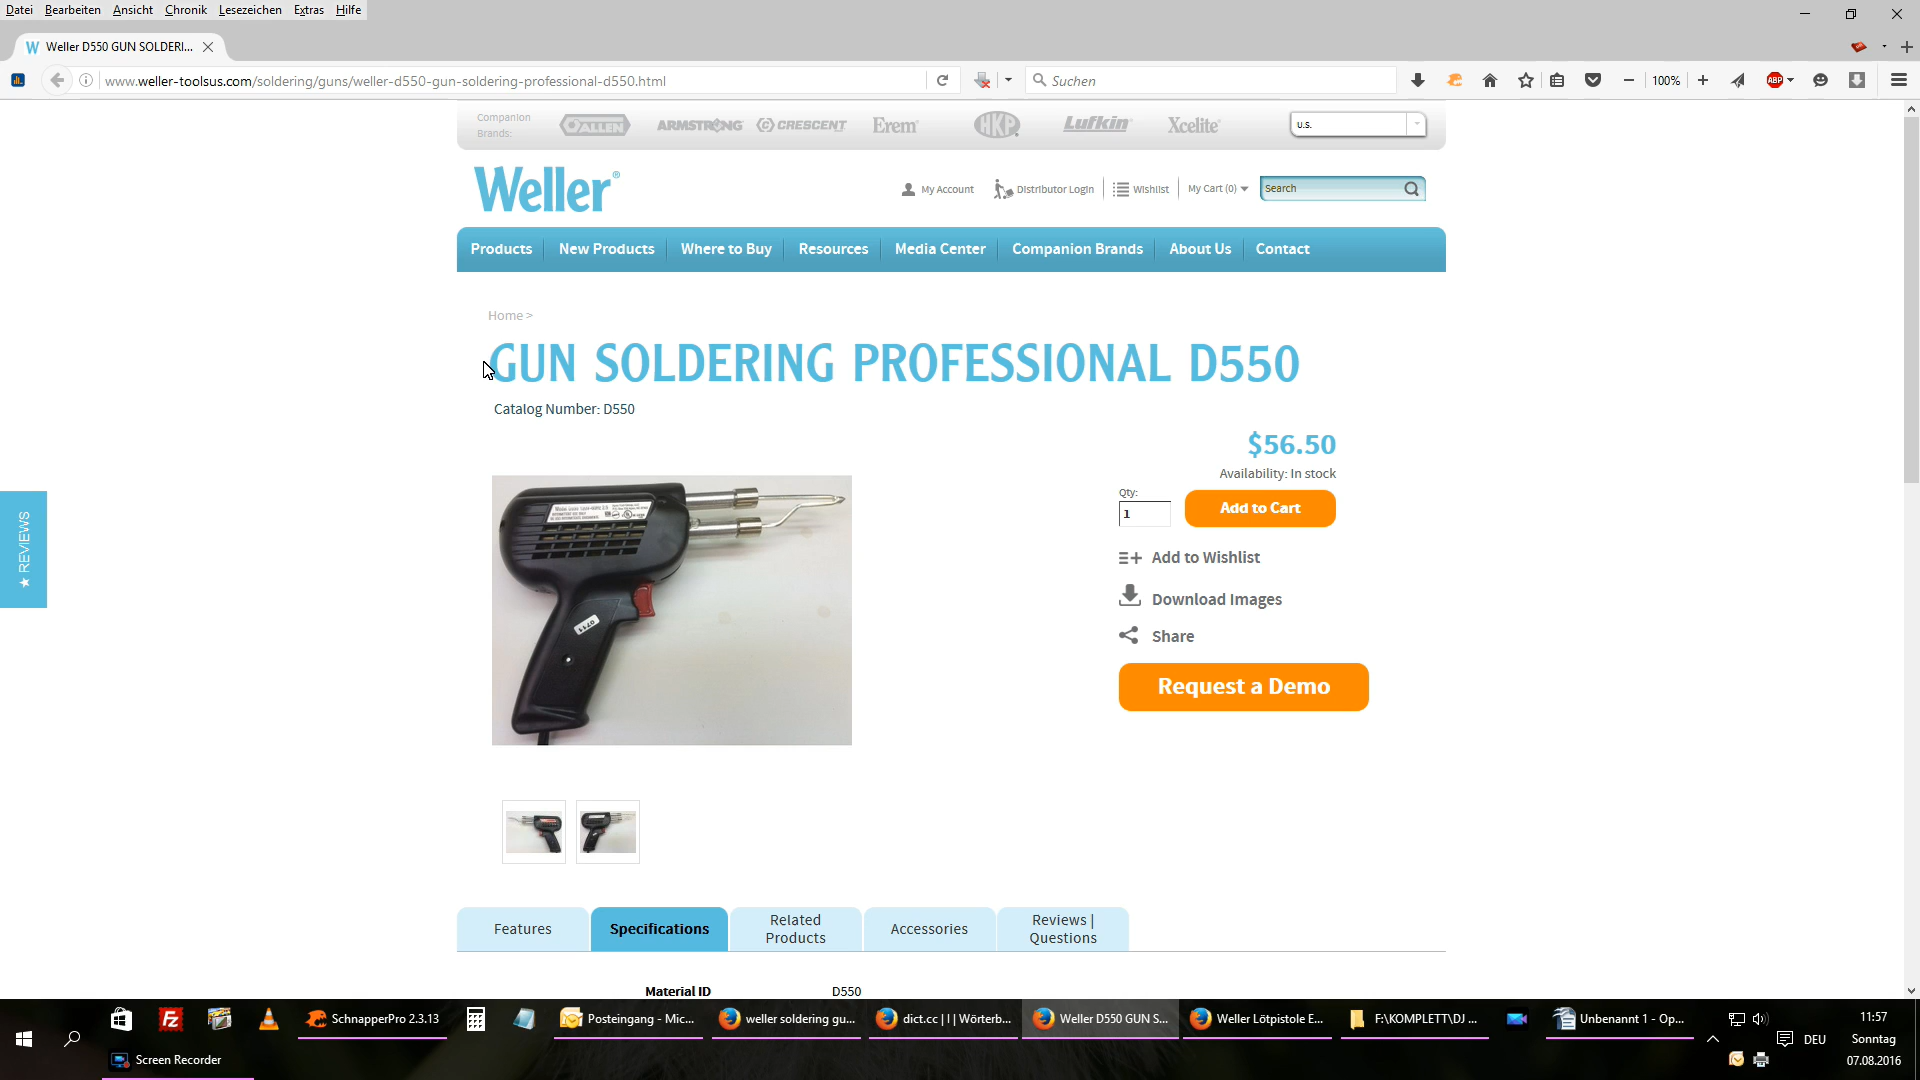 Datei Bearbeiten Ansicht Chronik Lesezeichen Extras Hilfe
Weller D550 GUN SOLDERI...
www.weller-toolsus.com/soldering/guns/weller-d550-gun-soldering-professional-d550.html
Suchen
100%
ABP
Companion
Brands:
ALLEN
ARMSTRONG
CRESCENT
Erem
HKP
Lufkin
Xcelite
u.s.
Weller®
My Account
Distributor Login
Wishlist
My Cart (0)
Search
Products
New Products
Where to Buy
Resources
Media Center
Companion Brands
About Us
Contact
Home >
GUN SOLDERING PROFESSIONAL D550
Catalog Number: D550
$56.50
Availability: In stock
Qty:
1
Add to Cart
Add to Wishlist
Download Images
Share
Request a Demo
★ REVIEWS
0711
Features
Specifications
Related
Products
Accessories
Reviews |
Questions
Material ID
D550
SchnapperPro 2.3.13
Posteingang - Mic...
weller soldering gu...
dict.cc | | | Wörterb...
Weller D550 GUN S...
Weller Lötpistole E...
F:\KOMPLETT\DJ ...
Unbenannt 1 - Op...
Screen Recorder
DEU
11:57
Sonntag
07.08.2016